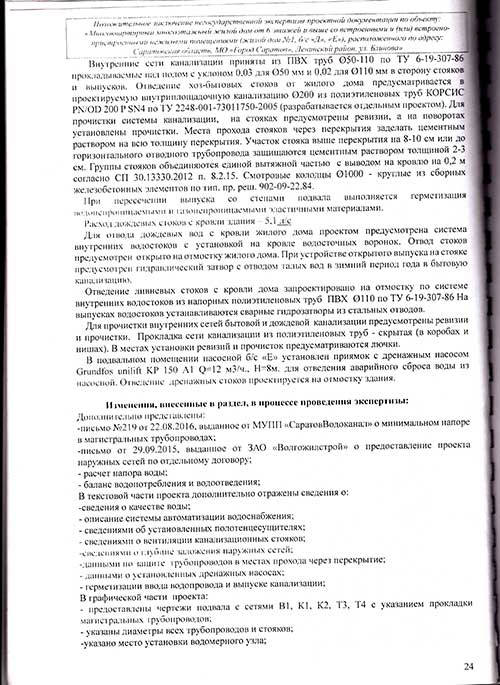 Положительное заключение негосударственной экспертизы проектной документации по объекту:
«Многоквартирный многоэтажный жилой дом от 6 этажей и выше со встроенными и (или) встроено-
пристроенными нежилыми помещениями (жилой дом №1, б/с «Д», «Е»), расположенного по адресу:
Саратовская область, МО «Город Саратов», Ленинский район, ул. Блинова»
Внутренние сети канализации приняты из ПВХ труб Ø50-110 по ТУ 6-19-307-86
прокладываемые над полом с уклоном 0,03 для Ø50 мм и 0,02 для Ø110 мм в сторону стояков
и выпусков. Отведение хоз-бытовых стоков от жилого дома предусматривается в
проектируемую внутриплощадочную канализацию Ø200 из полиэтиленовых труб КОРСИС
PN/OD 200 P SN4 по ТУ 2248-001-73011750-2005 (разрабатывается отдельным проектом). Для
прочистки системы канализации, на стояках предусмотрены ревизии, а на поворотах
установлены прочистки. Места прохода стояков через перекрытия заделать цементным
раствором на всю толщину перекрытия. Участок стояка выше перекрытия на 8-10 см или до
горизонтального отводного трубопровода защищаются цементным раствором толщиной 2-3
см. Группы стояков объединяются единой вытяжной частью с выводом на кровлю на 0,2 м
согласно СП 30.13330.2012 п. 8.2.15. Смотровые колодцы Ø1000 - круглые из сборных
железобетонных элементов по тип. пр. реш. 902-09-22.84.
При пересечении выпуска со стенами подвала выполняется герметизация
водонепроницаемыми и газонепроницаемыми эластичными материалами.
Расход дождевых стоков с кровли здания – 5,1 л/с
Для отвода дождевых вод с кровли жилого дома проектом предусмотрена система
внутренних водостоков с установкой на кровле водосточных воронок. Отвод стоков
предусмотрен открыто на отмостку жилого дома. При устройстве открытого выпуска на стояке
предусмотрен гидравлический затвор с отводом талых вод в зимний период года в бытовую
канализацию.
Отведение ливневых стоков с кровли дома запроектировано на отмостку по системе
внутренних водостоков из напорных полиэтиленовых труб ПВХ Ø110 по ТУ 6-19-307-86 На
выпусках водостоков устанавливаются сварные гидрозатворы из стальных отводов.
Для прочистки внутренних сетей бытовой и дождевой канализации предусмотрены ревизии
и прочистки. Прокладка сети канализации из полиэтиленовых труб - скрытая (в коробах и
нишах). В местах установки ревизий и прочисток предусматриваются лючки.
В подвальном помещении насосной б/с «Е» установлен приямок с дренажным насосом
Grundfos unilift KP 150 A1 Q=12 м3/ч., H=8м. для отведения аварийного сброса воды из
насосной. Отведение дренажных стоков проектируется на отмостку здания.
Изменения, внесенные в раздел, в процессе проведения экспертизы:
Дополнительно представлены:
-письмо №219 от 22.08.2016, выданное от МУПП «СаратовВодоканал» о минимальном напоре
в магистральных трубопроводах;
-письмо от 29.09.2015, выданное от ЗАО «Волгожилстрой» о предоставление проекта
наружных сетей по отдельному договору;
- расчет напора воды;
- баланс водопотребления и водоотведения;
В текстовой части проекта дополнительно отражены сведения о:
-сведения о качестве воды;
- описание системы автоматизации водоснабжения;
- сведениями об установленных полотенцесушителях;
- сведениями о вентиляции канализационных стояков;
-сведениями о глубине заложения наружных сетей;
-данными по защите трубопроводов в местах прохода через перекрытие;
- данными о установленных дренажных насосах;
- герметизации ввода водопровода и выпуске канализации;
В графической части проекта:
- предоставлены чертежи подвала с сетями В1, К1, К2, Т3, Т4 с указанием прокладки
магистральных трубопроводов;
- указаны диаметры всех трубопроводов и стояков;
-указано место установки водомерного узла;
24